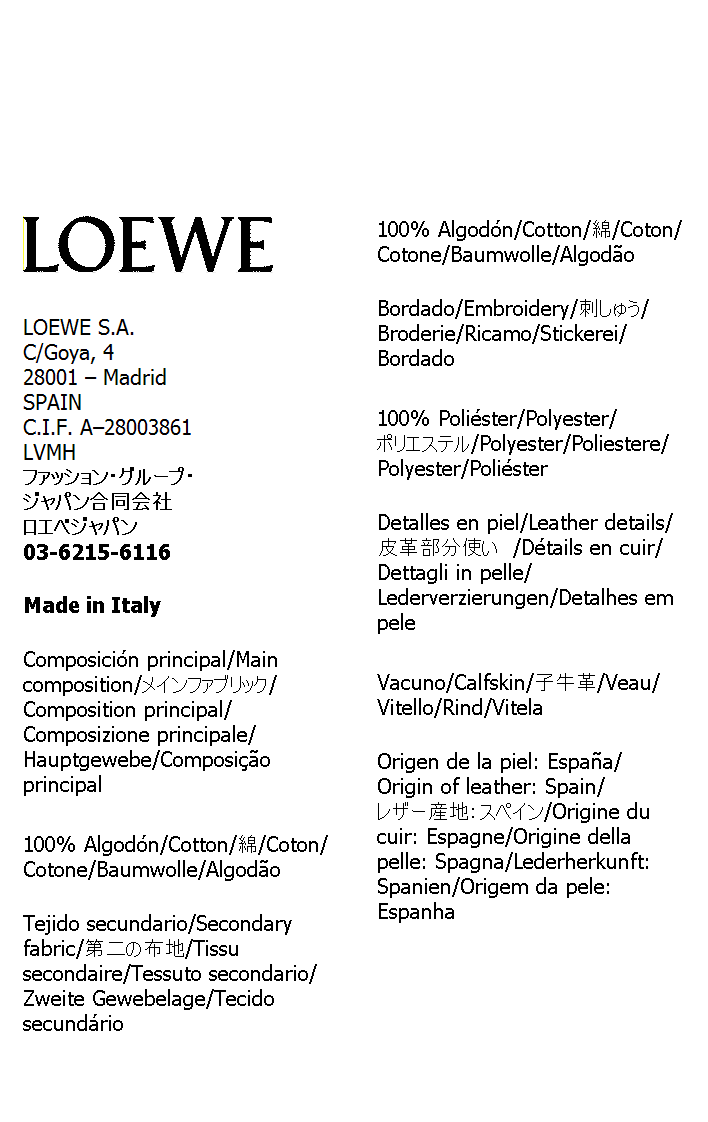 LOEWE
LOEWE S.A.
C/Goya, 4
28001 – Madrid
SPAIN
C.I.F. A–28003861
LVMH
ファッション・グループ・
ジャパン合同会社
ロエベジャパン
03-6215-6116
Made in Italy
Composición principal/Main
composition/メインファブリック/
Composition principal/
Composizione principale/
Hauptgewebe/Composição
principal
100% Algodón/Cotton/綿/Coton/
Cotone/Baumwolle/Algodão
Tejido secundario/Secondary
fabric/第二の布地/Tissu
secondaire/Tessuto secondario/
Zweite Gewebelage/Tecido
secundário
100% Algodón/Cotton/綿/Coton/
Cotone/Baumwolle/Algodão
Bordado/Embroidery/刺しゅう/
Broderie/Ricamo/Stickerei/
Bordado
100% Poliéster/Polyester/
ポリエステル/Polyester/Poliestere/
Polyester/Poliéster
Detalles en piel/Leather details/
皮革部分使い /Détails en cuir/
Dettagli in pelle/
Lederverzierungen/Detalhes em
pele
Vacuno/Calfskin/子牛革/Veau/
Vitello/Rind/Vitela
Origen de la piel: España/
Origin of leather: Spain/
レザー産地：スペイン/Origine du
cuir: Espagne/Origine della
pelle: Spagna/Lederherkunft:
Spanien/Origem da pele:
Espanha